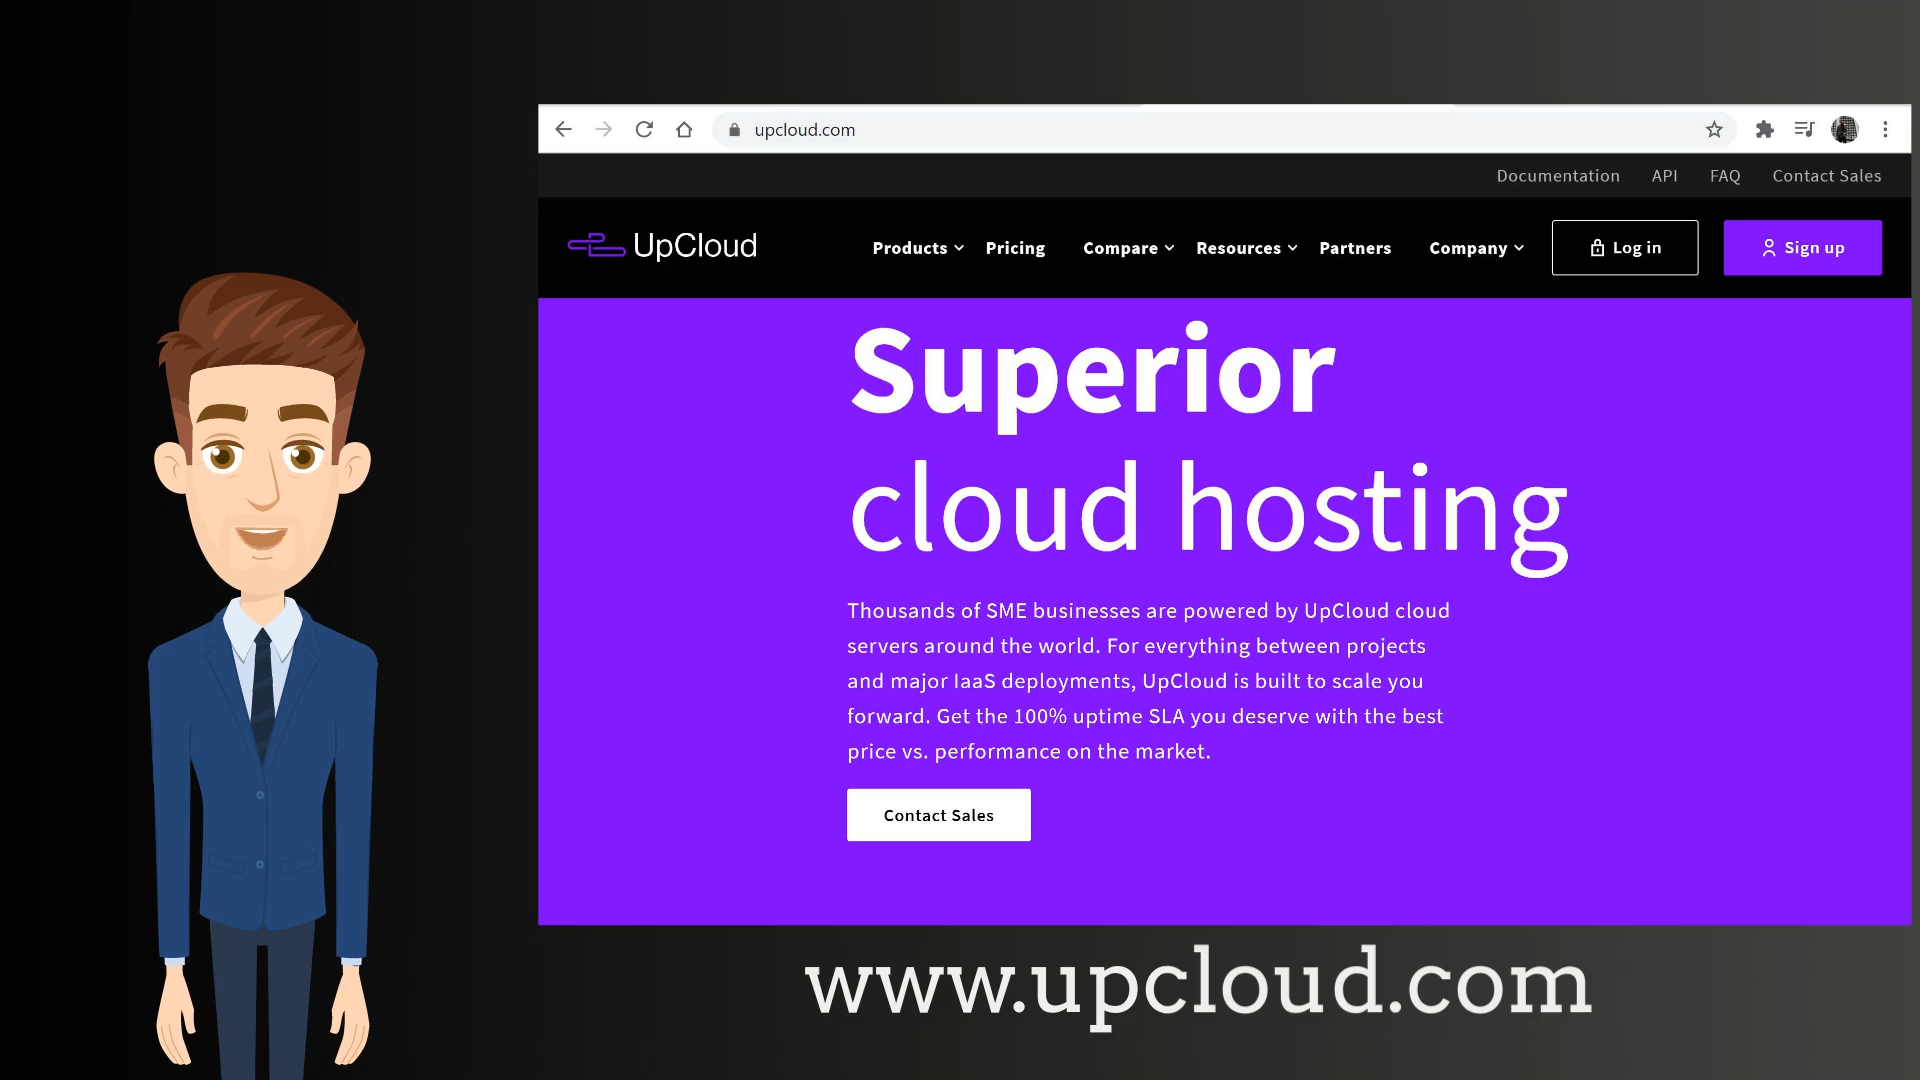 upcloud.com
Documentation API FAQ Contact Sales
UpCloud Products Pricing Compare Resources Partners Company Log in Sign up
Superior
cloud hosting
Thousands of SME businesses are powered by UpCloud cloud
servers around the world. For everything between projects
and major IaaS deployments, UpCloud is built to scale you
forward. Get the 100% uptime SLA you deserve with the best
price vs. performance on the market.
Contact Sales
www.upcloud.com